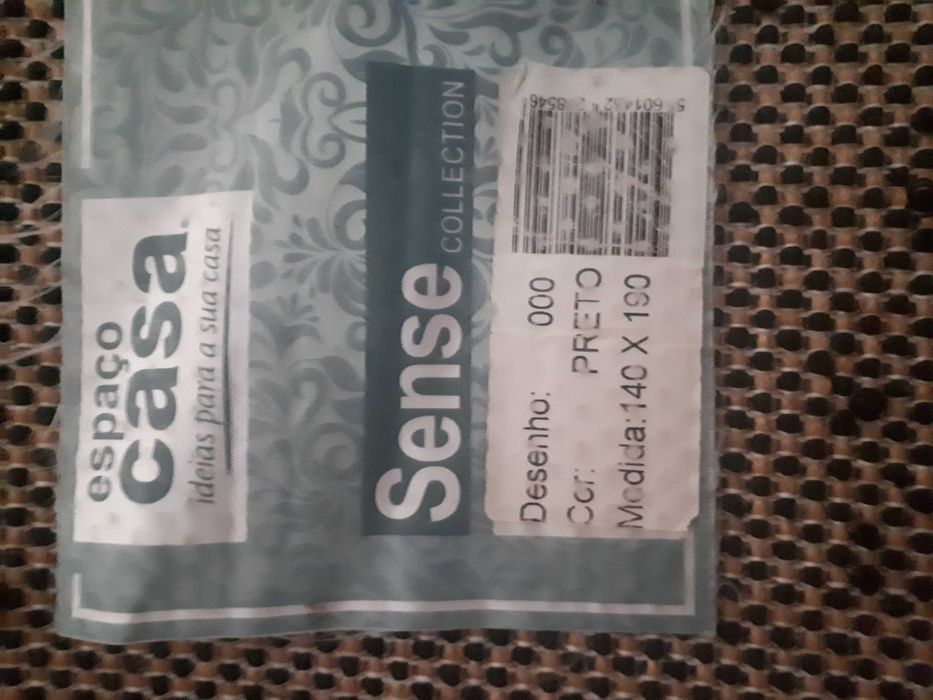 espaço
casa®
ideias para a sua casa
Sense COLLECTION
Desenho: 000
Cor: PRETO
Medida:140 X 190